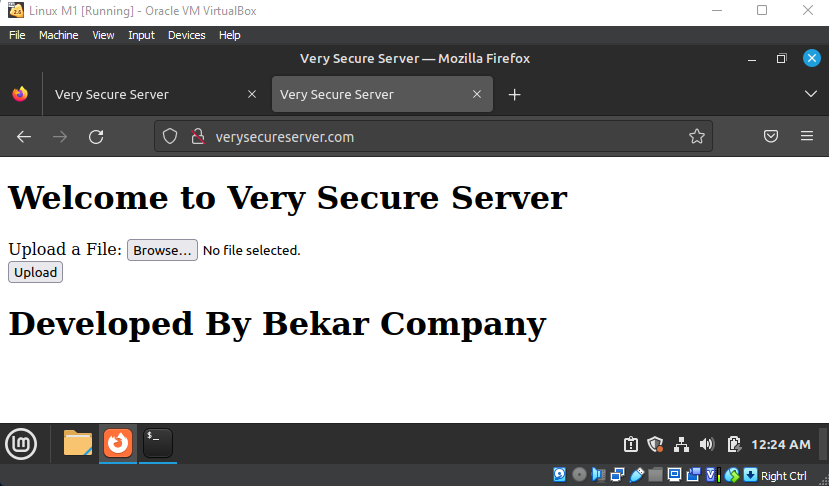 Linux M1 [Running] - Oracle VM VirtualBox
File Machine View Input Devices Help
Very Secure Server — Mozilla Firefox
Very Secure Server Very Secure Server
verysecureserver.com
Welcome to Very Secure Server
Upload a File: Browse... No file selected.
Upload
Developed By Bekar Company
12:24 AM
Right Ctrl